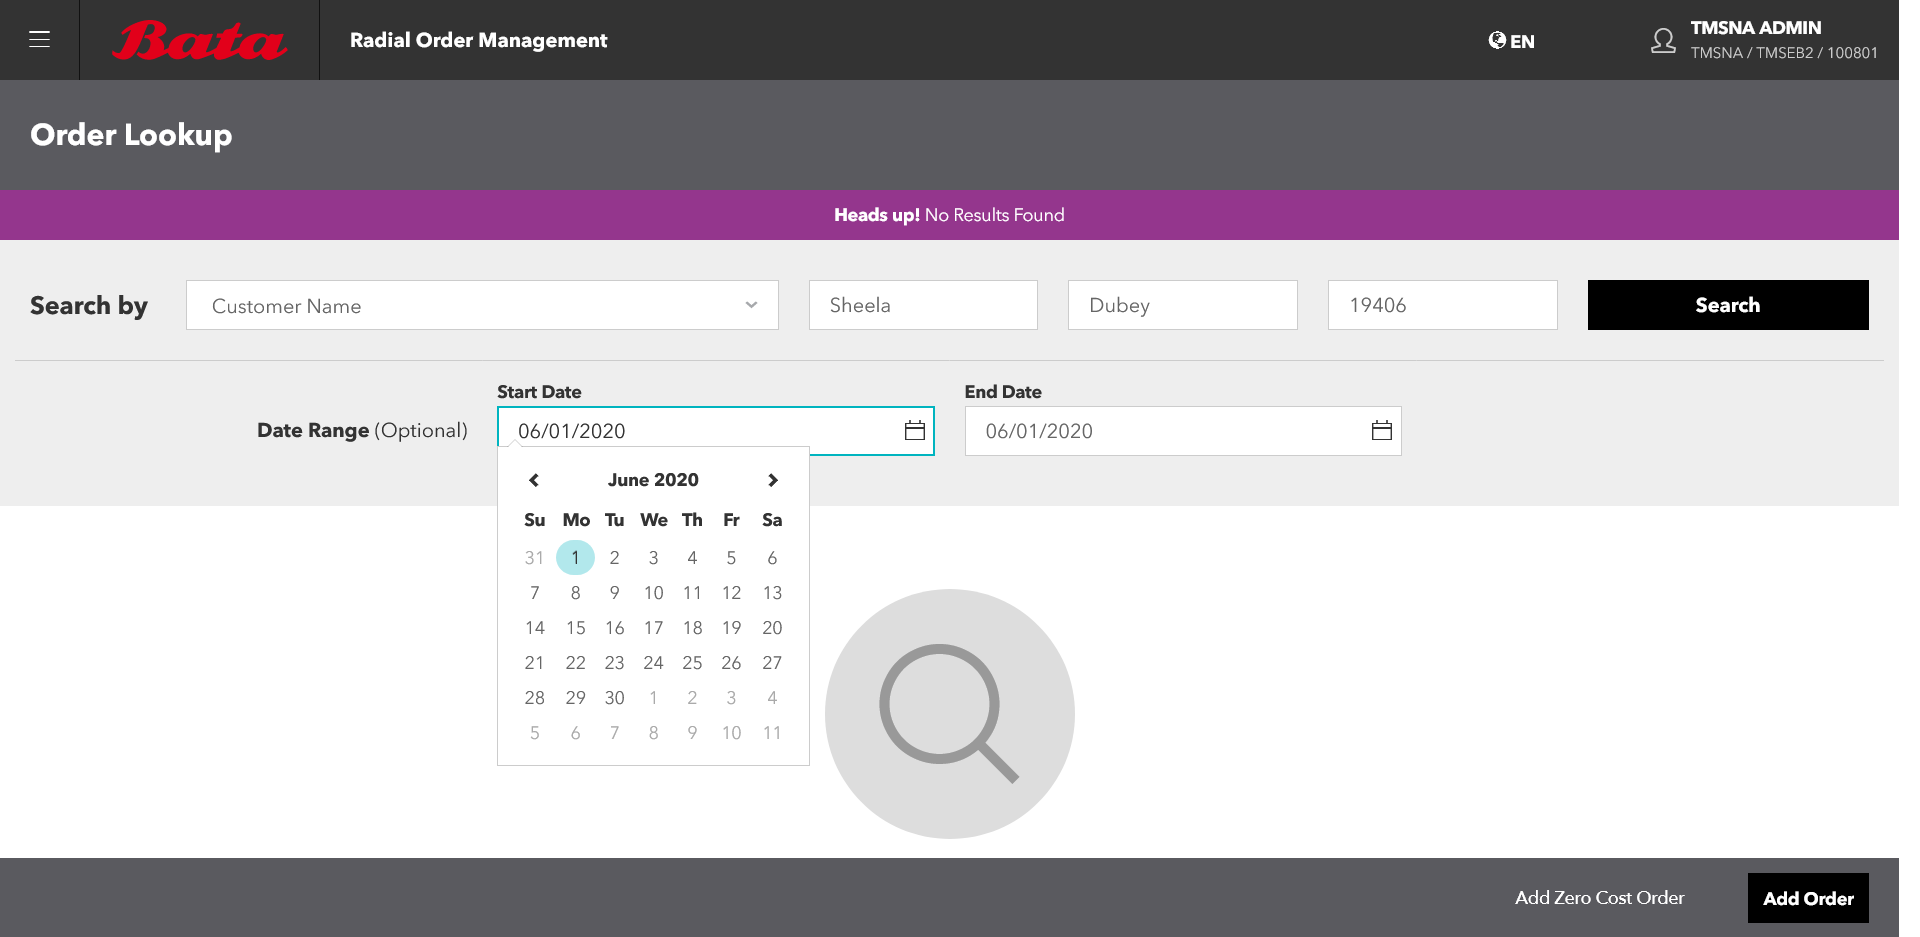 Bata
Radial Order Management
EN
TMSNA ADMIN
TMSNA / TMSEB2 / 100801
Order Lookup
Heads up! No Results Found
Search by
Customer Name
Sheela
Dubey
19406
Search
Start Date
End Date
Date Range (Optional)
06/01/2020
06/01/2020
June 2020
Su Mo Tu We Th Fr Sa
31 1 2 3 4 5 6
7 8 9 10 11 12 13
14 15 16 17 18 19 20
21 22 23 24 25 26 27
28 29 30 1 2 3 4
5 6 7 8 9 10 11
Add Zero Cost Order
Add Order